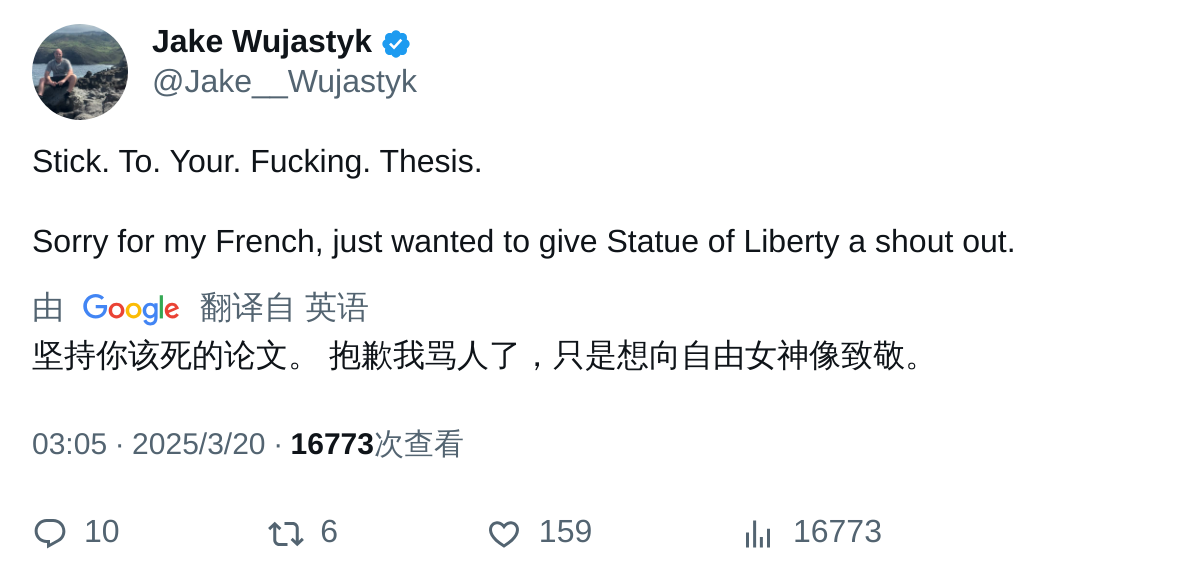 Jake Wujastyk
@Jake__Wujastyk
Stick. To. Your. Fucking. Thesis.
Sorry for my French, just wanted to give Statue of Liberty a shout out.
由 Google 翻译自 英语
坚持你该死的论文。 抱歉我骂人了，只是想向自由女神像致敬。
03:05 · 2025/3/20 · 16773次查看
10 6 159 16773